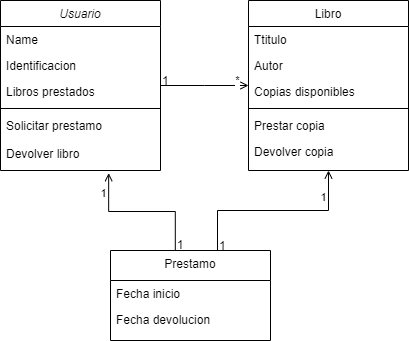 Usuario
Name
Identificacion
Libros prestados
Solicitar prestamo
Devolver libro
1
*
Libro
Ttitulo
Autor
Copias disponibles
Prestar copia
Devolver copia
1
1
1
1
Prestamo
Fecha inicio
Fecha devolucion